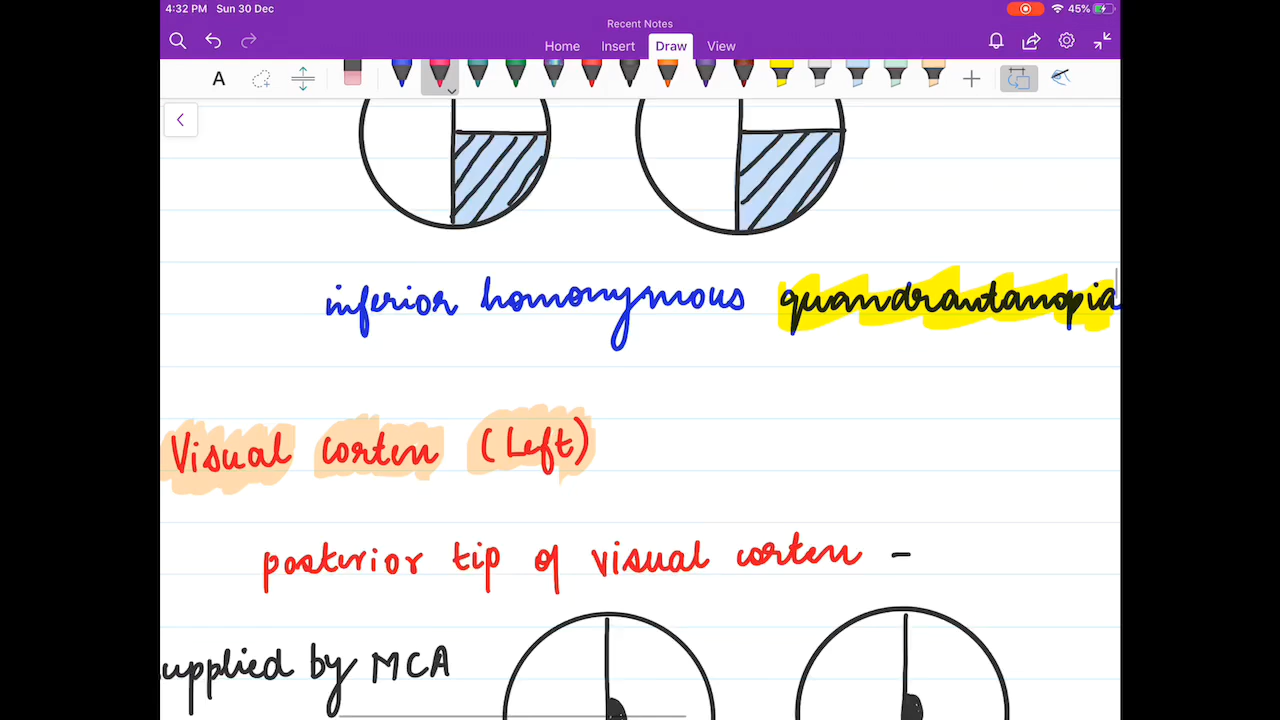 4:32 PM Sun 30 Dec
45%
Recent Notes
Home Insert Draw View
A
inferior homonymous quandrantanopia
Visual corten (Left)
posterior tip of visual corten -
upplied by MCA